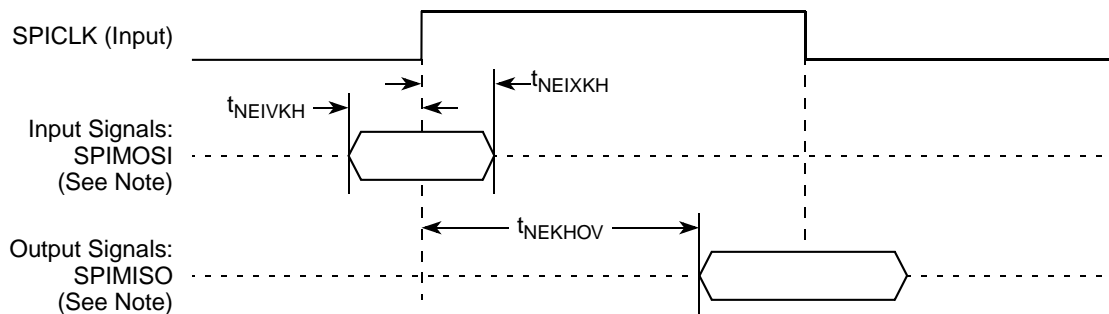 SPICLK (Input)
tNEIXKH
tNEIVKH
Input Signals:
SPIMOSI
(See Note)
tNEKHOV
Output Signals:
SPIMISO
(See Note)